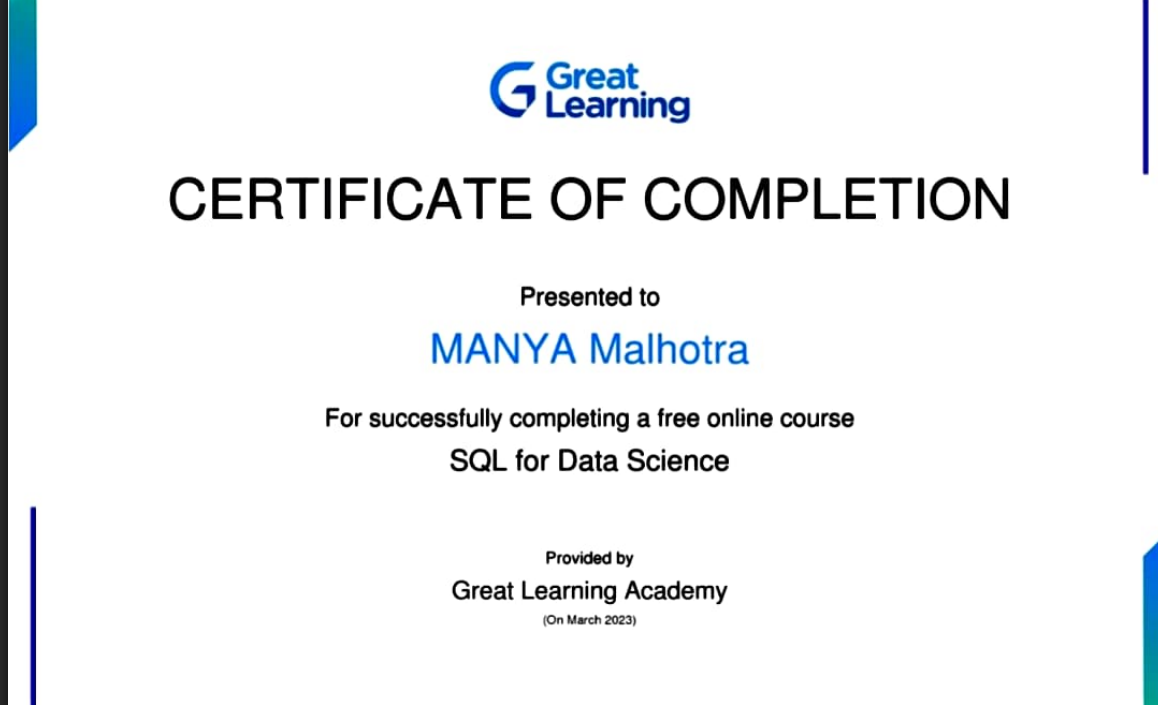 Great
Learning
CERTIFICATE OF COMPLETION
Presented to
MANYA Malhotra
For successfully completing a free online course
SQL for Data Science
Provided by
Great Learning Academy
(On March 2023)